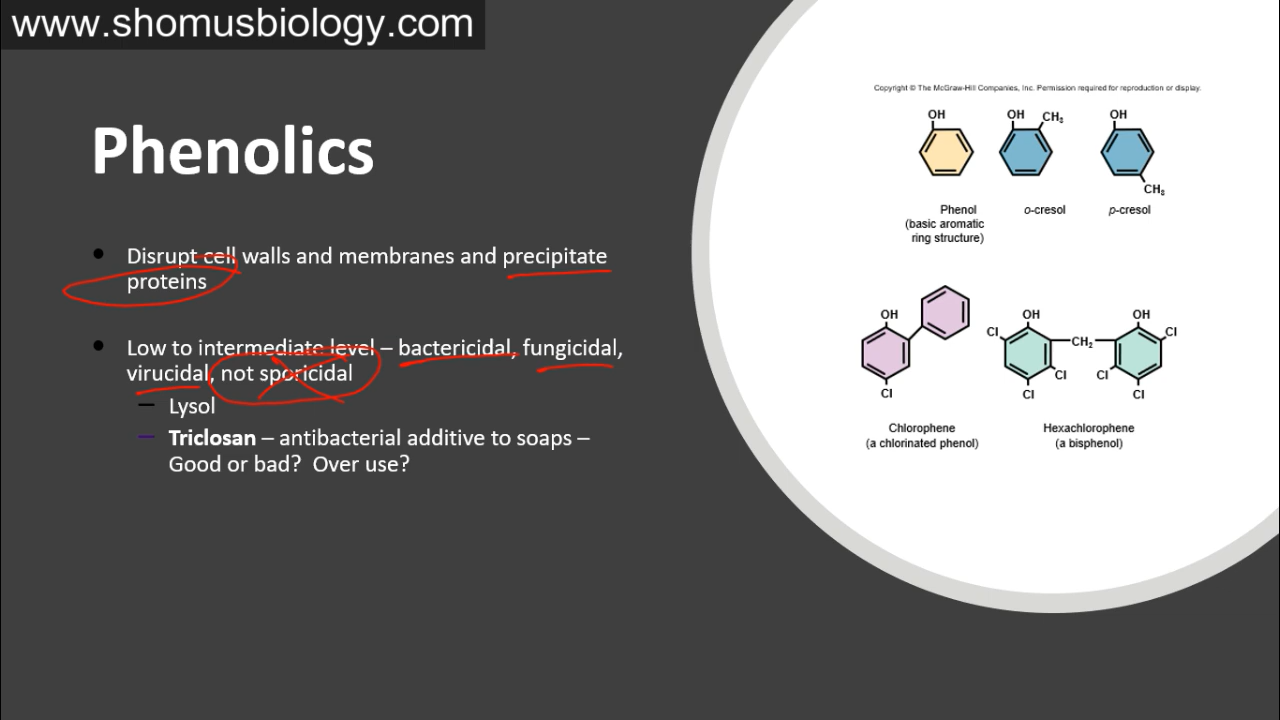 www.shomusbiology.com
Phenolics
Disrupt cell walls and membranes and precipitate
proteins
Low to intermediate level – bactericidal, fungicidal,
virucidal, not sporicidal
– Lysol
– Triclosan – antibacterial additive to soaps –
Good or bad? Over use?
Copyright © The McGraw-Hill Companies, Inc. Permission required for reproduction or display.
OH OH CH₃ OH
CH₃
Phenol o-cresol p-cresol
(basic aromatic
ring structure)
OH OH OH
Cl CH₂ Cl
Cl Cl
Cl Cl Cl
Chlorophene Hexachlorophene
(a chlorinated phenol) (a bisphenol)